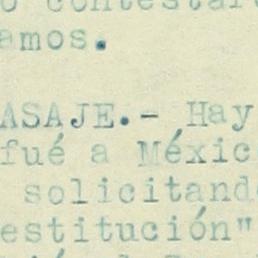 o contestar
amos.
ASAJE.- Hay
fué a Méxic
solicitand
estitución"